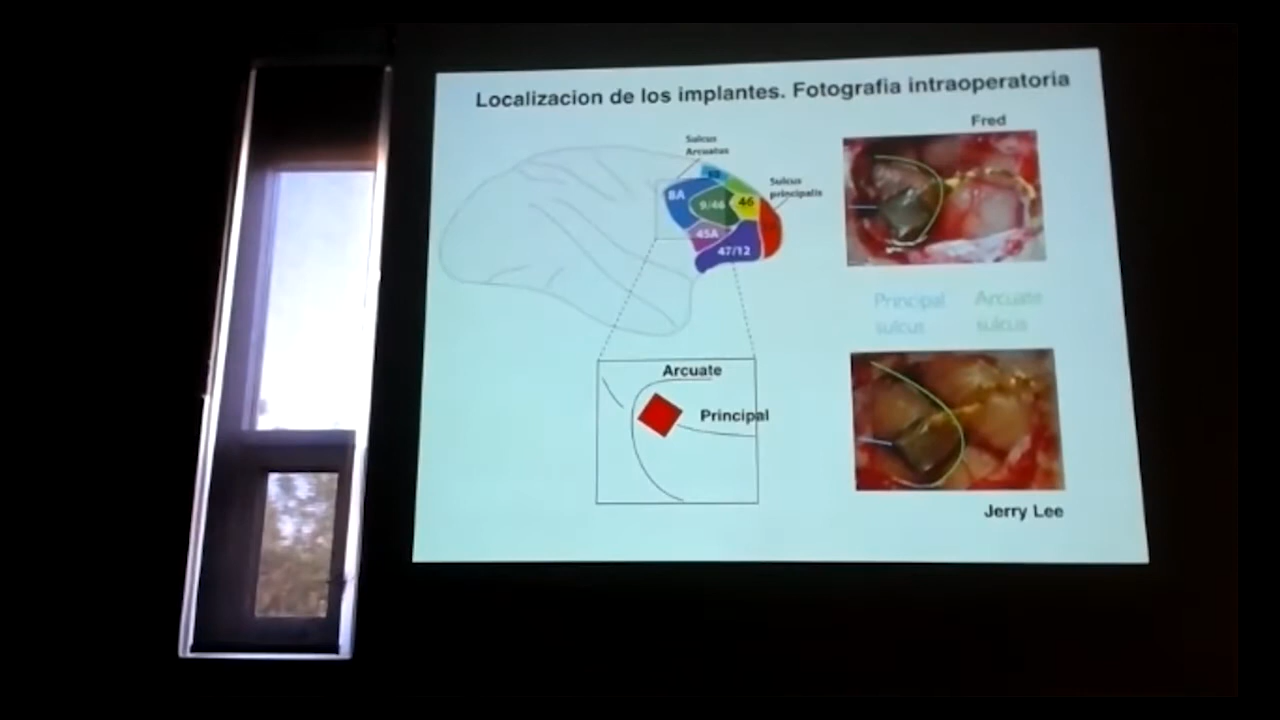 Localizacion de los implantes. Fotografia intraoperatoria
Fred
Sulcus
Arcuatus
Sulcus
principalis
8A
9/46
46
45A
47/12
Principal
sulcus
Arcuate
sulcus
Arcuate
Principal
Jerry Lee